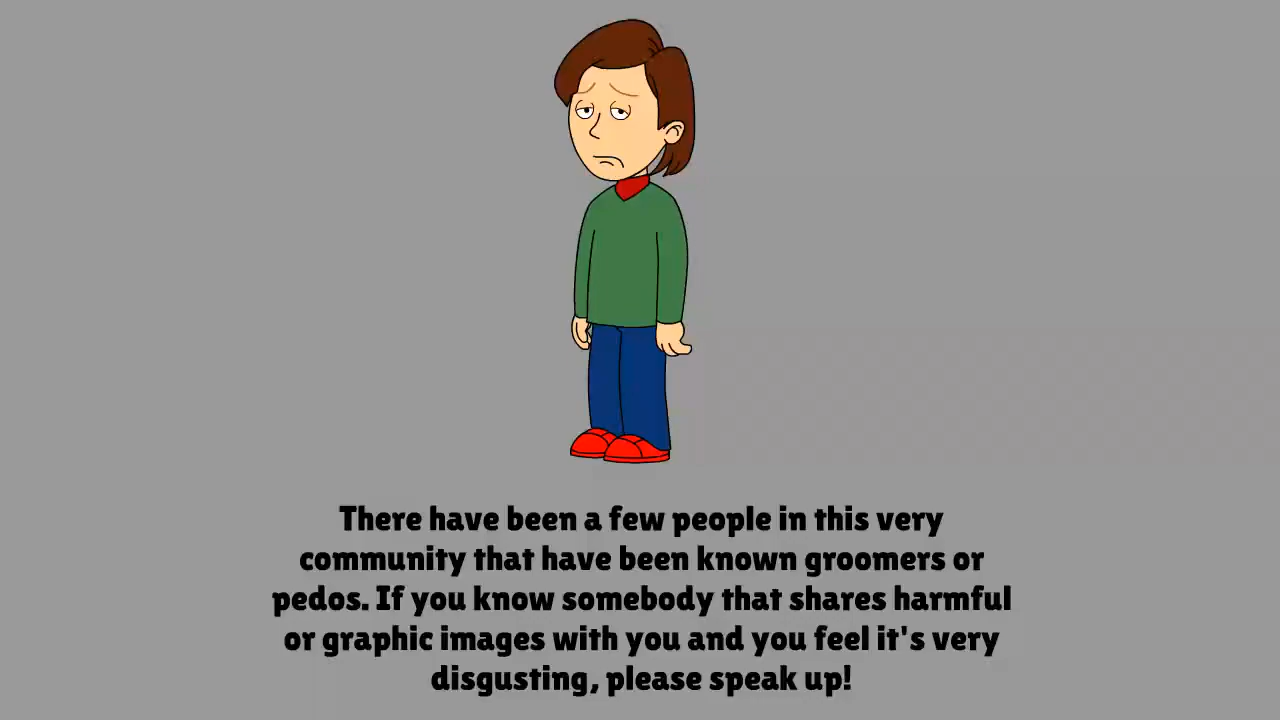 There have been a few people in this very
community that have been known groomers or
pedos. If you know somebody that shares harmful
or graphic images with you and you feel it's very
disgusting, please speak up!